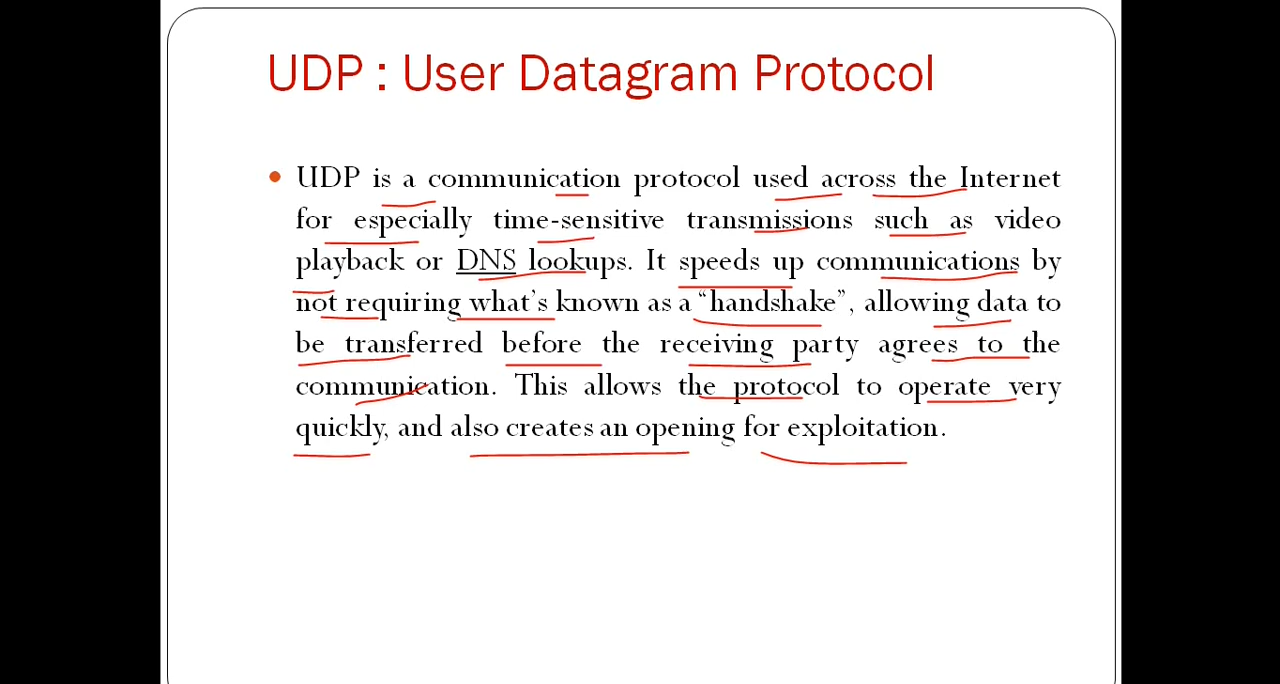 UDP : User Datagram Protocol
UDP is a communication protocol used across the Internet
for especially time-sensitive transmissions such as video
playback or DNS lookups. It speeds up communications by
not requiring what's known as a “handshake”, allowing data to
be transferred before the receiving party agrees to the
communication. This allows the protocol to operate very
quickly, and also creates an opening for exploitation.